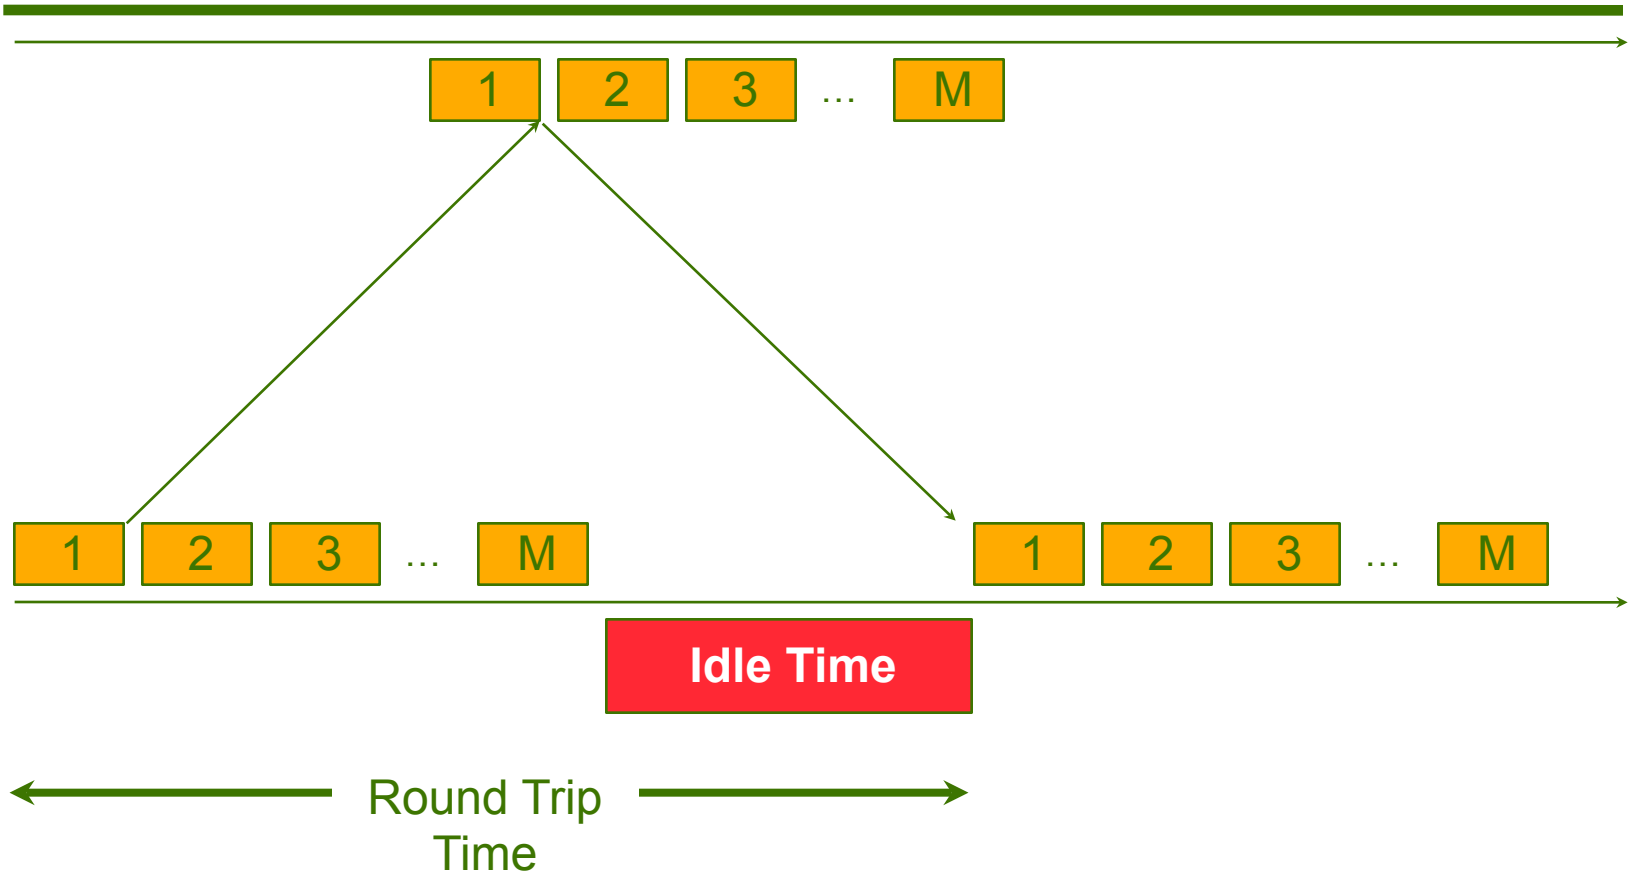 1 2 3 ... M
1 2 3 ... M 1 2 3 ... M
Idle Time
Round Trip
Time